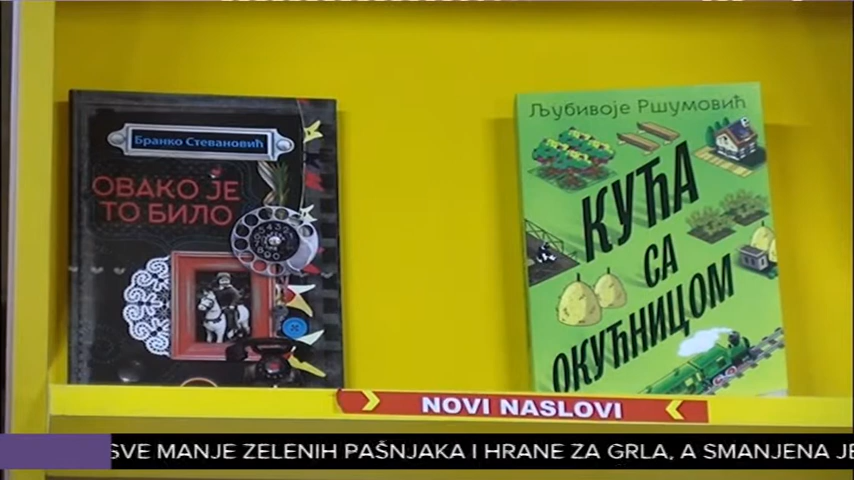 Бранко Стевановић
ОВАКО ЈЕ
ТО БИЛО
Љубивоје Ршумовић
КУЋА
СА
ОКУЋНИЦОМ
NOVI NASLOVI
SVE MANJE ZELENIH PAŠNJAKA I HRANE ZA GRLA, A SMANJENA JE